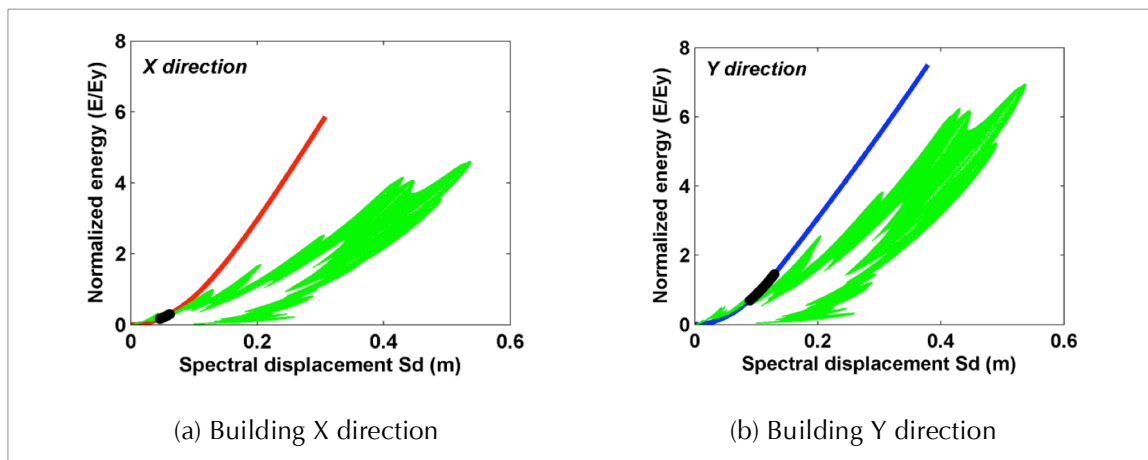 X direction
Normalized energy (E/Ey)
8
6
4
2
0
0 0.2 0.4 0.6
Spectral displacement Sd (m)
(a) Building X direction
Y direction
Normalized energy (E/Ey)
8
6
4
2
0
0 0.2 0.4 0.6
Spectral displacement Sd (m)
(b) Building Y direction